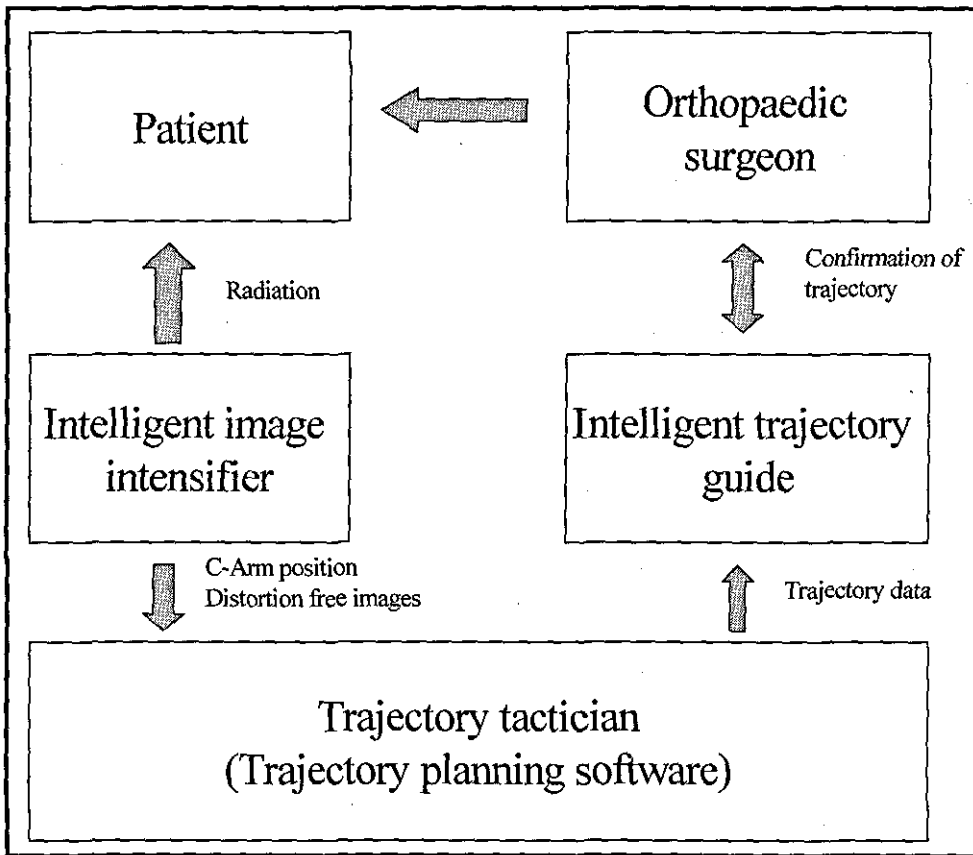 Patient
Orthopaedic
surgeon
Radiation
Confirmation of
trajectory
Intelligent image
intensifier
Intelligent trajectory
guide
C-Arm position
Distortion free images
Trajectory data
Trajectory tactician
(Trajectory planning software)